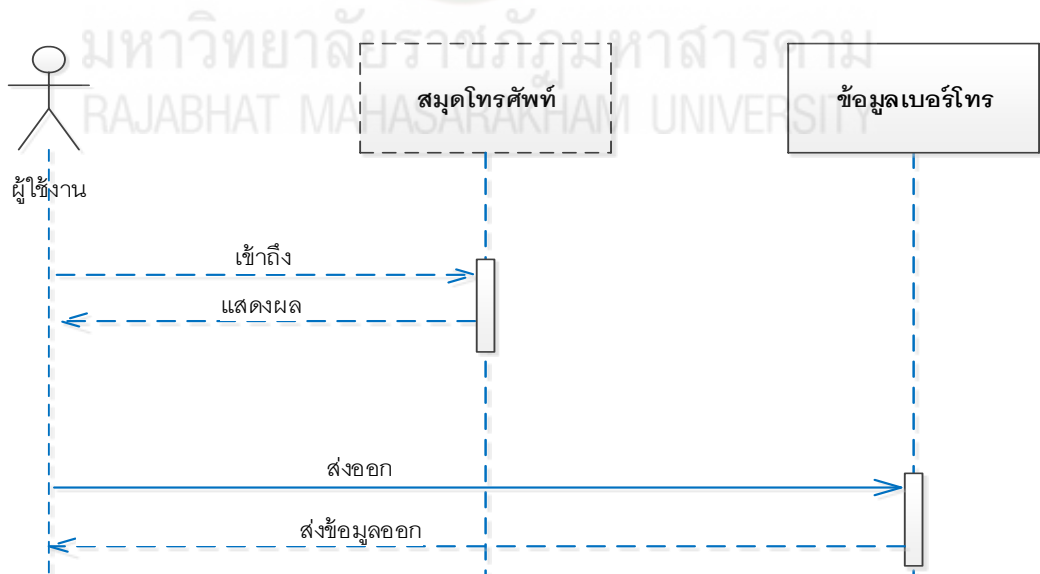 มหาวิทยาลัยราชภัฏมหาสารคาม
RAJABHAT MAHASARAKHAM UNIVERSITY
สมุดโทรศัพท์
ข้อมูลเบอร์โทร
ผู้ใช้งาน
เข้าถึง
แสดงผล
ส่งออก
ส่งข้อมูลออก